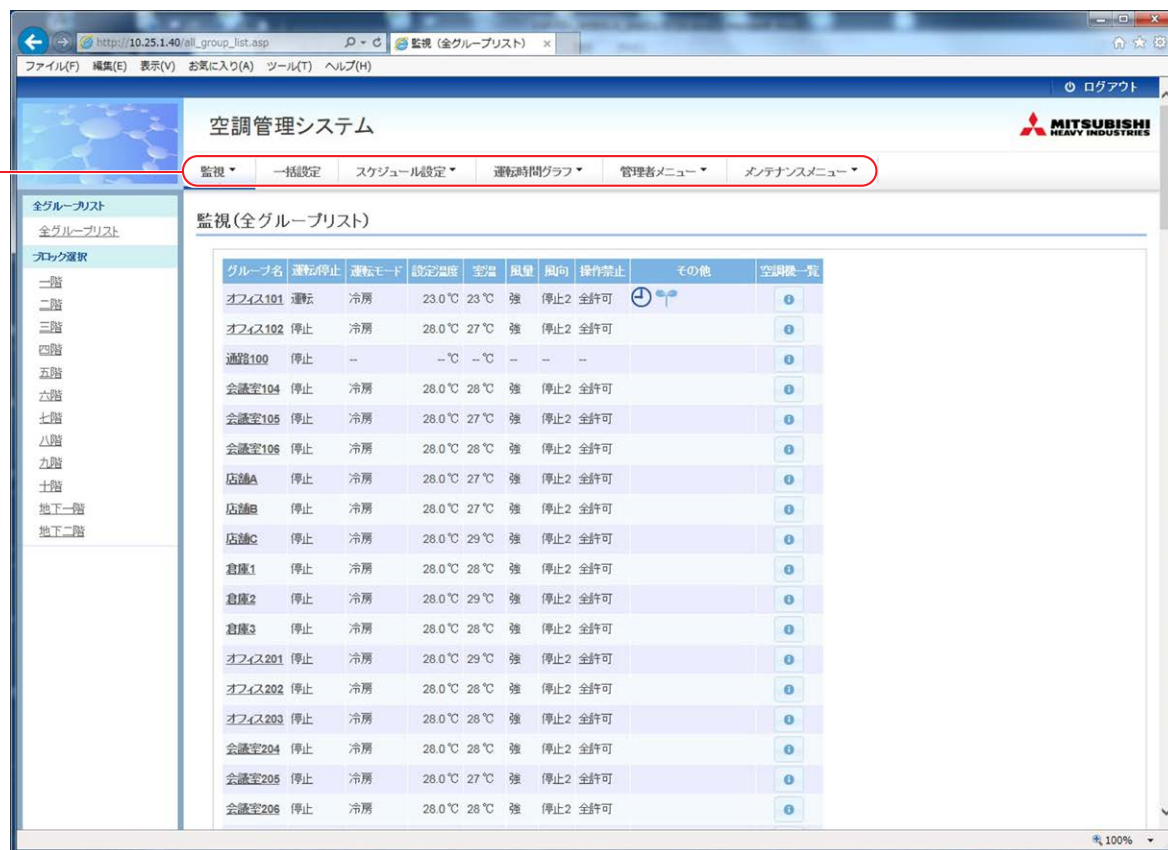 http://10.25.1.40/all_group_list.asp
監視（全グループリスト）
ファイル(F) 編集(E) 表示(V) お気に入り(A) ツール(T) ヘルプ(H)
ログアウト
空調管理システム
MITSUBISHI
HEAVY INDUSTRIES
監視 一括設定 スケジュール設定 運転時間グラフ 管理者メニュー メンテナンスメニュー
全グループリスト
全グループリスト
ブロック選択
一階
二階
三階
四階
五階
六階
七階
八階
九階
十階
地下一階
地下二階
監視(全グループリスト)
グループ名 運転/停止 運転モード 設定温度 室温 風量 風向 操作禁止 その他 空調機一覧
オフィス101 運転 冷房 23.0℃ 23℃ 強 停止2 全許可
オフィス102 停止 冷房 28.0℃ 27℃ 強 停止2 全許可
通路100 停止 -- --℃ --℃ -- -- --
会議室104 停止 冷房 28.0℃ 28℃ 強 停止2 全許可
会議室105 停止 冷房 28.0℃ 27℃ 強 停止2 全許可
会議室106 停止 冷房 28.0℃ 28℃ 強 停止2 全許可
店舗A 停止 冷房 28.0℃ 27℃ 強 停止2 全許可
店舗B 停止 冷房 28.0℃ 27℃ 強 停止2 全許可
店舗C 停止 冷房 28.0℃ 29℃ 強 停止2 全許可
倉庫1 停止 冷房 28.0℃ 28℃ 強 停止2 全許可
倉庫2 停止 冷房 28.0℃ 29℃ 強 停止2 全許可
倉庫3 停止 冷房 28.0℃ 28℃ 強 停止2 全許可
オフィス201 停止 冷房 28.0℃ 29℃ 強 停止2 全許可
オフィス202 停止 冷房 28.0℃ 28℃ 強 停止2 全許可
オフィス203 停止 冷房 28.0℃ 28℃ 強 停止2 全許可
会議室204 停止 冷房 28.0℃ 28℃ 強 停止2 全許可
会議室205 停止 冷房 28.0℃ 27℃ 強 停止2 全許可
会議室206 停止 冷房 28.0℃ 28℃ 強 停止2 全許可
100%